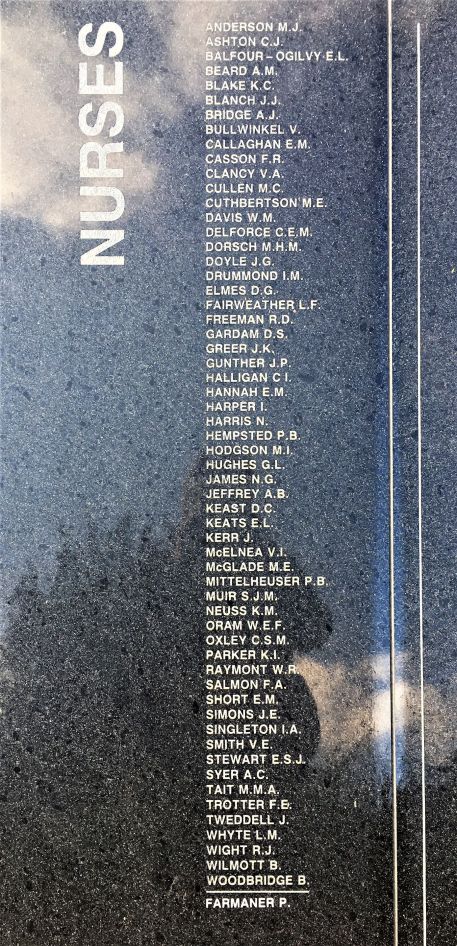 NURSES
ANDERSON M.J.
ASHTON C.J.
BALFOUR-OGILVY E.L.
BEARD A.M.
BLAKE K.C.
BLANCH J.J.
BRIDGE A.J.
BULLWINKEL V.
CALLAGHAN E.M.
CASSON F.R.
CLANCY V.A.
CULLEN M.C.
CUTHBERTSON M.E.
DAVIS W.M.
DELFORCE C.E.M.
DORSCH M.H.M.
DOYLE J.G.
DRUMMOND I.M.
ELMES D.G.
FAIRWEATHER L.F.
FREEMAN R.D.
GARDAM D.S.
GREER J.K.
GUNTHER J.P.
HALLIGAN C I.
HANNAH E.M.
HARPER I.
HARRIS N.
HEMPSTED P.B.
HODGSON M.I.
HUGHES G.L.
JAMES N.G.
JEFFREY A.B.
KEAST D.C.
KEATS E.L.
KERR J.
McELNEA V.I.
McGLADE M.E.
MITTELHEUSER P.B.
MUIR S.J.M.
NEUSS K.M.
ORAM W.E.F.
OXLEY C.S.M.
PARKER K.I.
RAYMONT W.R.
SALMON F.A.
SHORT E.M.
SIMONS J.E.
SINGLETON I.A.
SMITH V.E.
STEWART E.S.J.
SYER A.C.
TAIT M.M.A.
TROTTER F.E.
TWEDDELL J.
WHYTE L.M.
WIGHT R.J.
WILMOTT B.
WOODBRIDGE B.
FARMANER P.